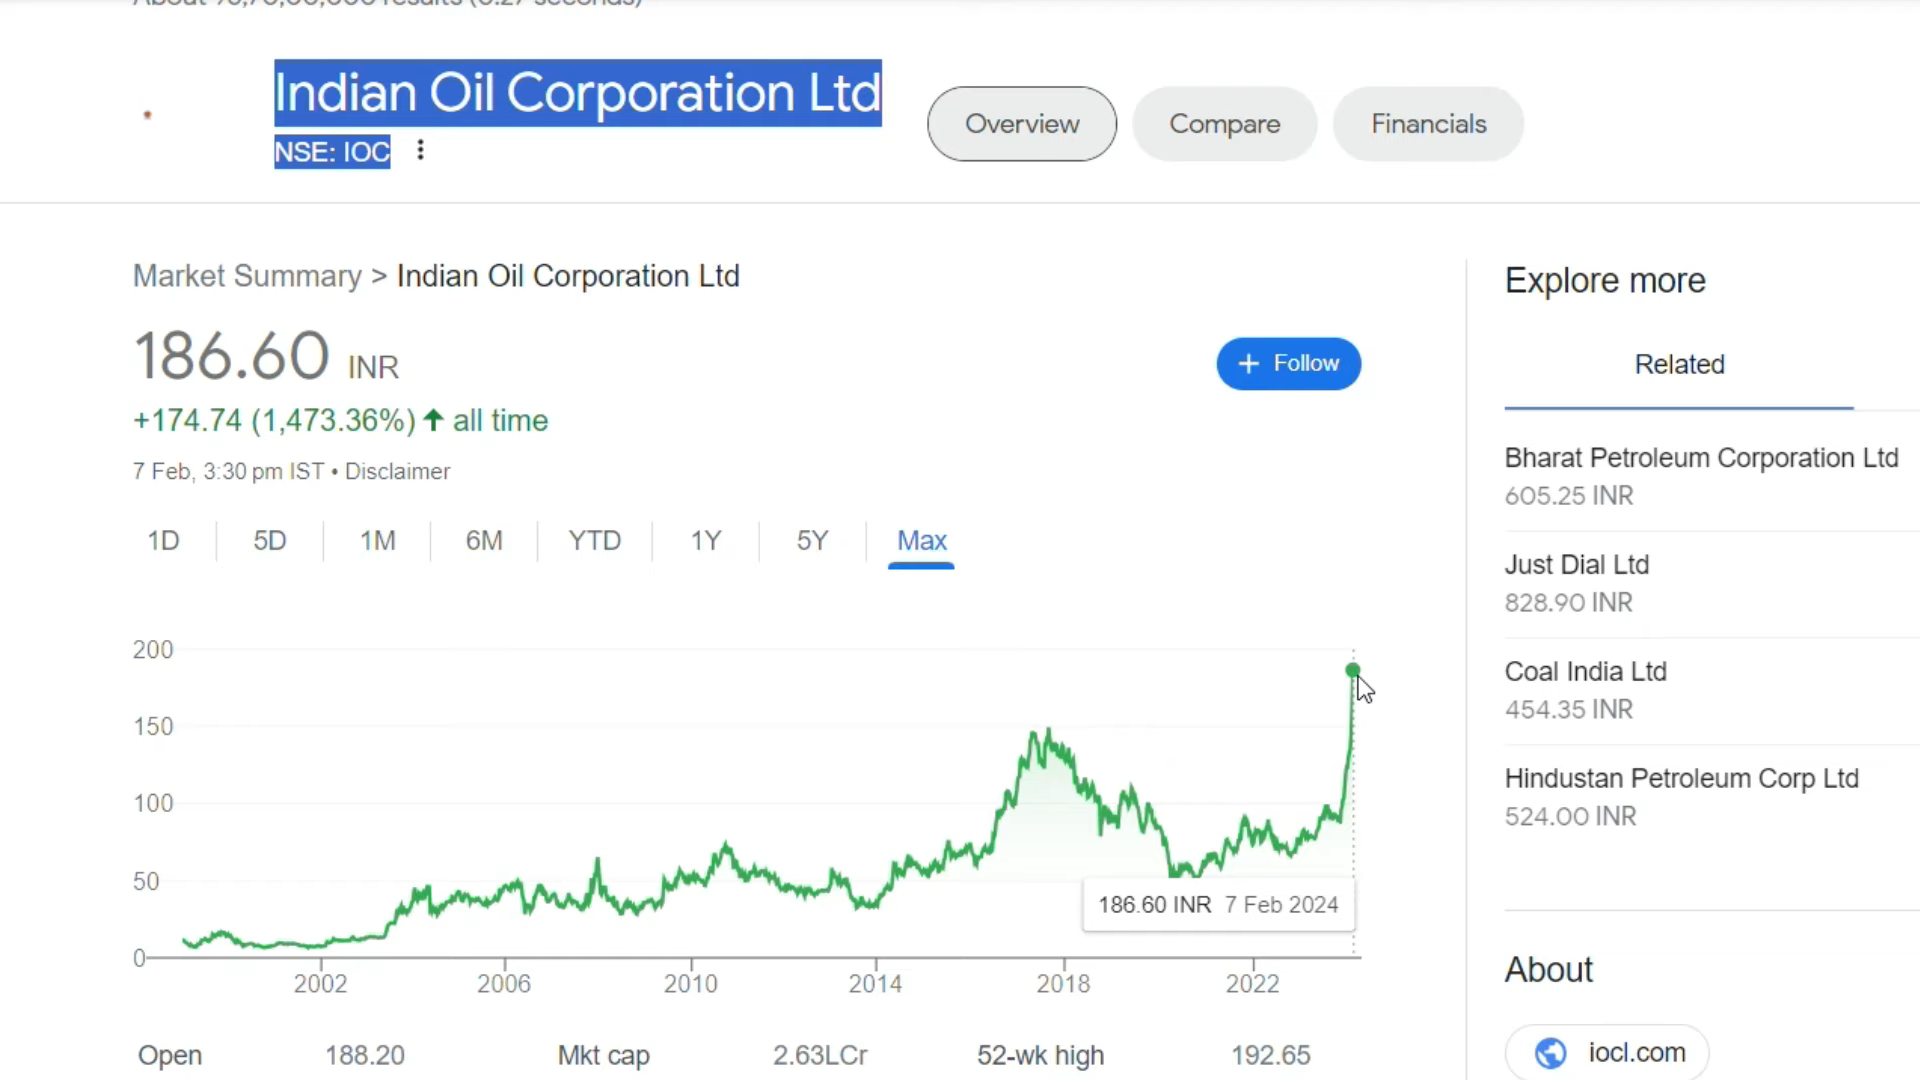 Indian Oil Corporation Ltd
NSE: IOC
Overview
Compare
Financials
Market Summary > Indian Oil Corporation Ltd
186.60 INR
+174.74 (1,473.36%) ↑ all time
7 Feb, 3:30 pm IST • Disclaimer
+ Follow
1D 5D 1M 6M YTD 1Y 5Y Max
200
150
100
50
0
186.60 INR 7 Feb 2024
2002 2006 2010 2014 2018 2022
Open 188.20 Mkt cap 2.63LCr 52-wk high 192.65
Explore more
Related
Bharat Petroleum Corporation Ltd
605.25 INR
Just Dial Ltd
828.90 INR
Coal India Ltd
454.35 INR
Hindustan Petroleum Corp Ltd
524.00 INR
About
iocl.com